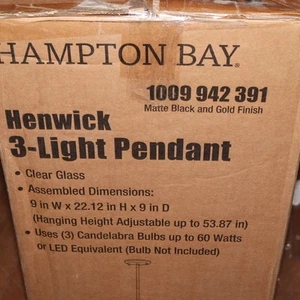 HAMPTON BAY®
1009 942 391
Matte Black and Gold Finish
Henwick
3-Light Pendant
• Clear Glass
• Assembled Dimensions:
9 in W x 22.12 in H x 9 in D
(Hanging Height Adjustable up to 53.87 in)
• Uses (3) Candelabra Bulbs up to 60 Watts
or LED Equivalent (Bulb Not Included)